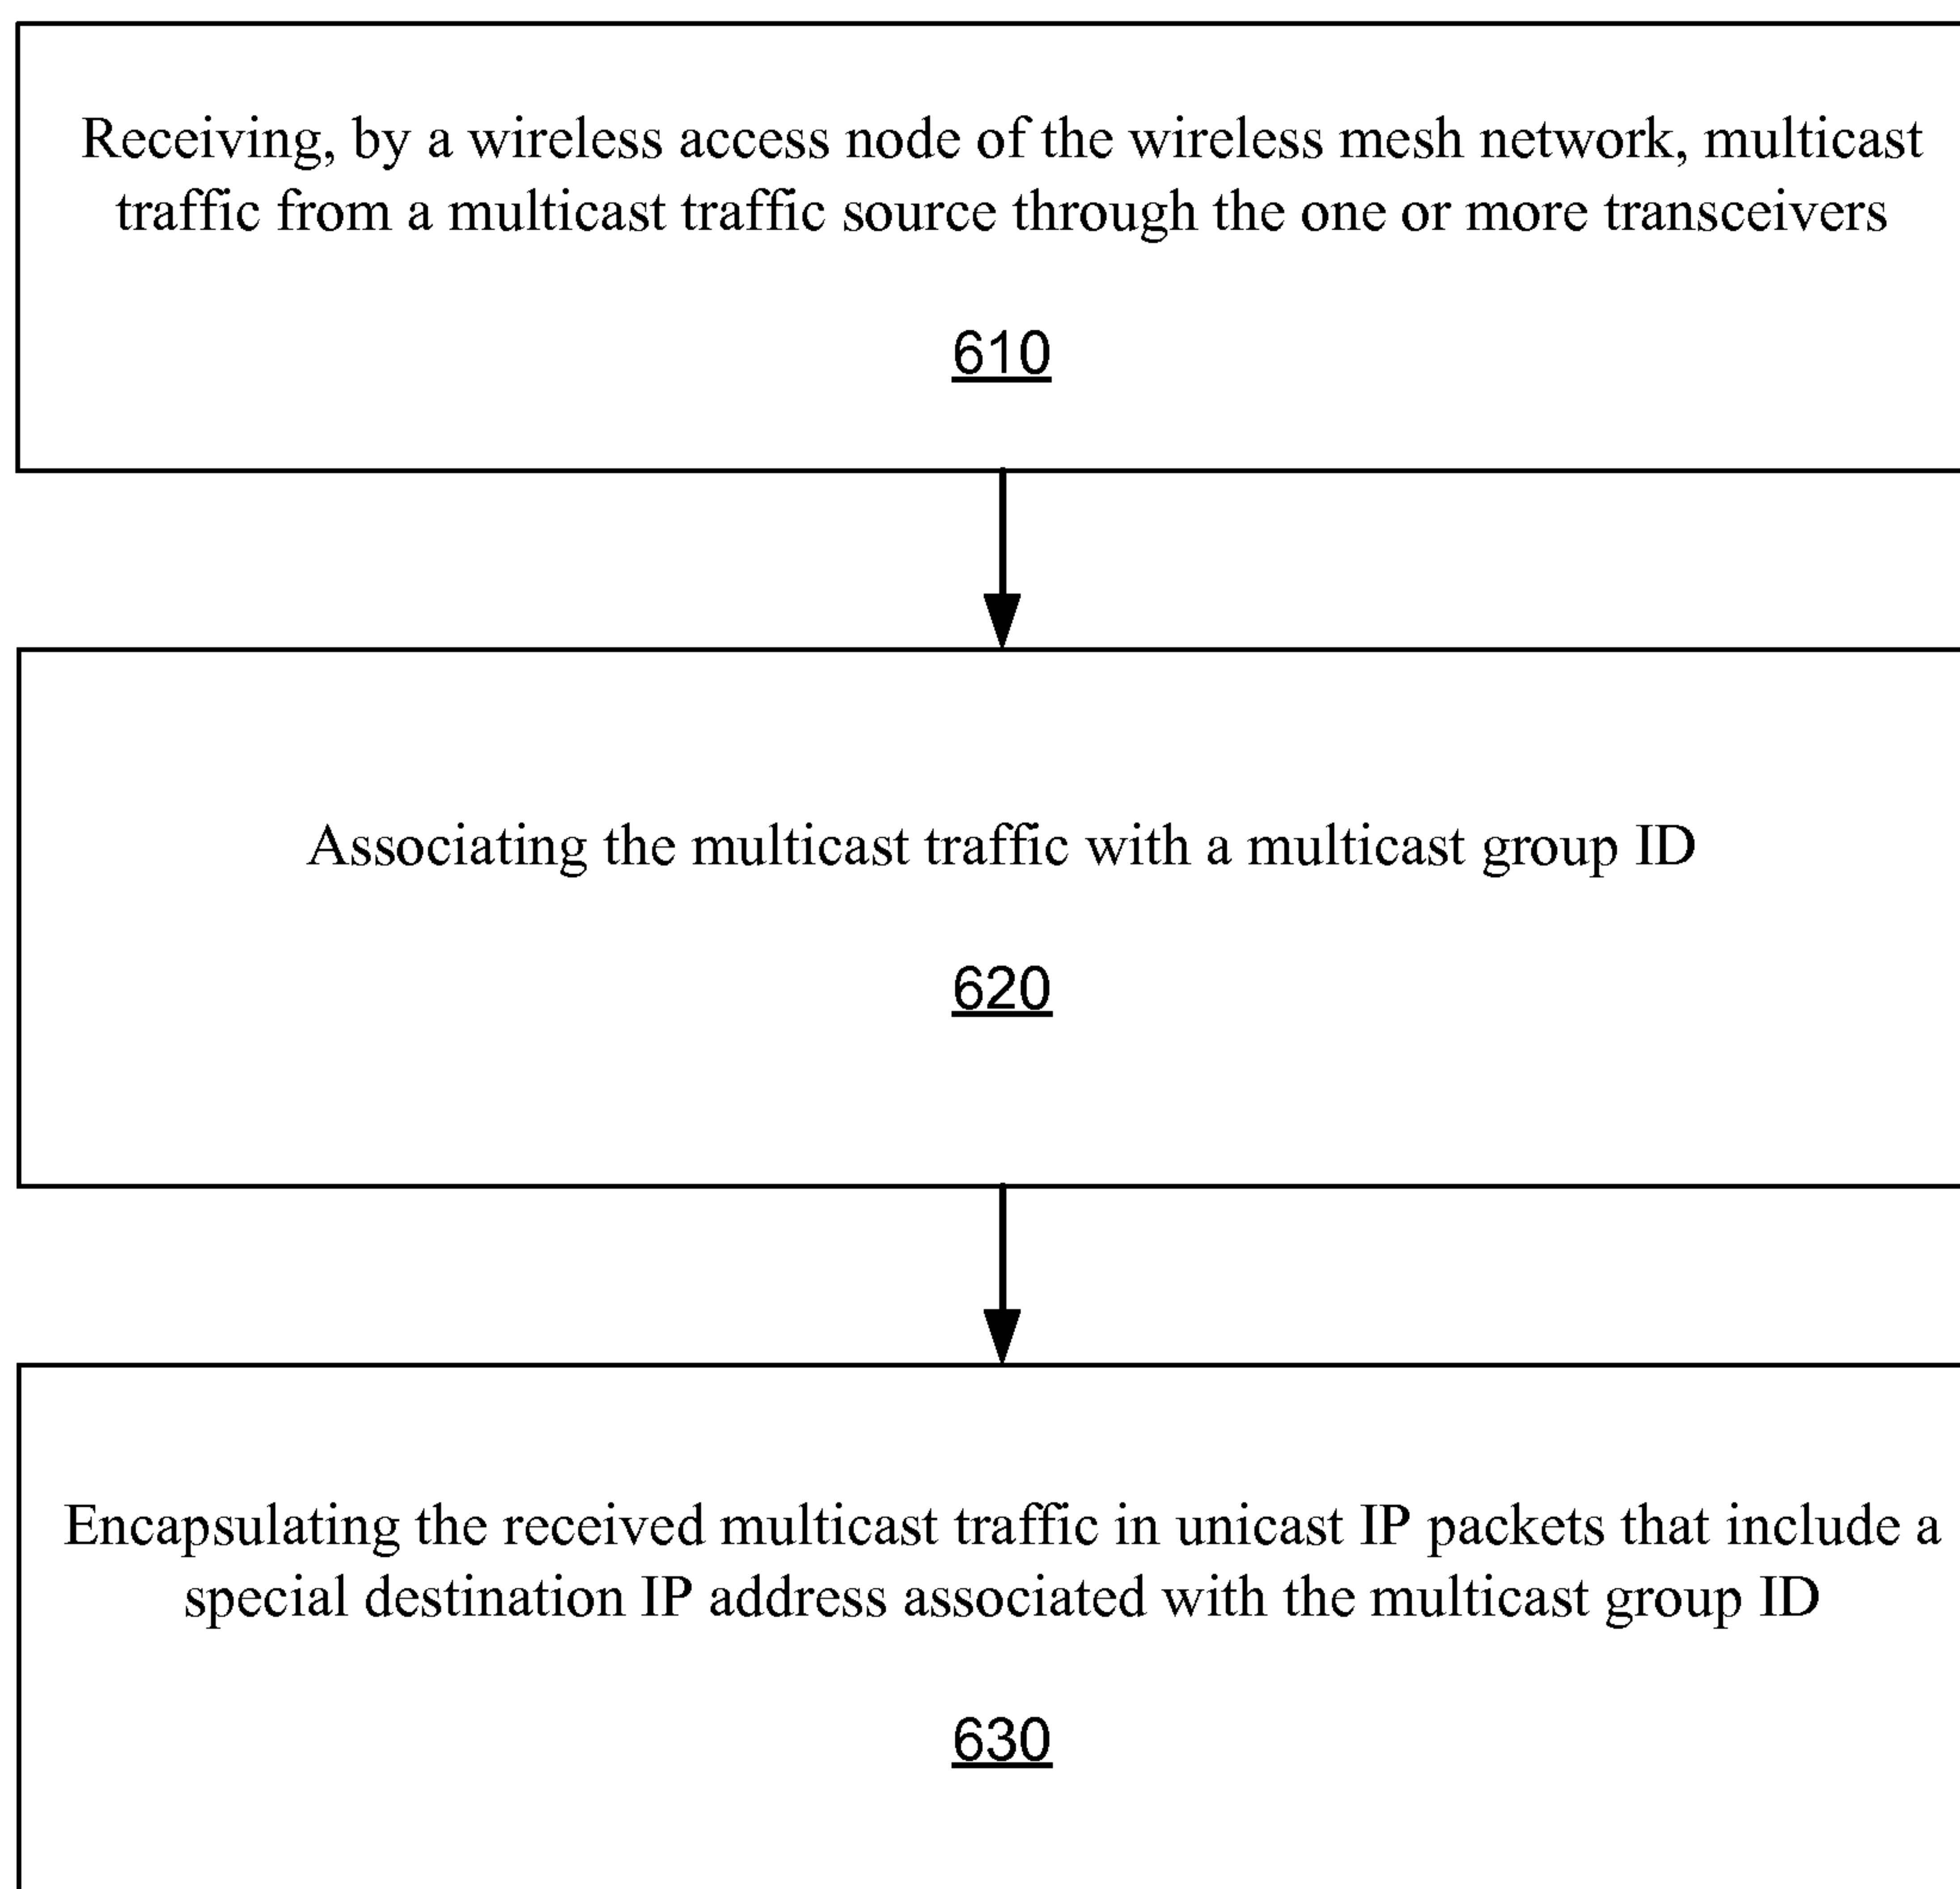 Receiving, by a wireless access node of the wireless mesh network, multicast
traffic from a multicast traffic source through the one or more transceivers
610
Associating the multicast traffic with a multicast group ID
620
Encapsulating the received multicast traffic in unicast IP packets that include a
special destination IP address associated with the multicast group ID
630